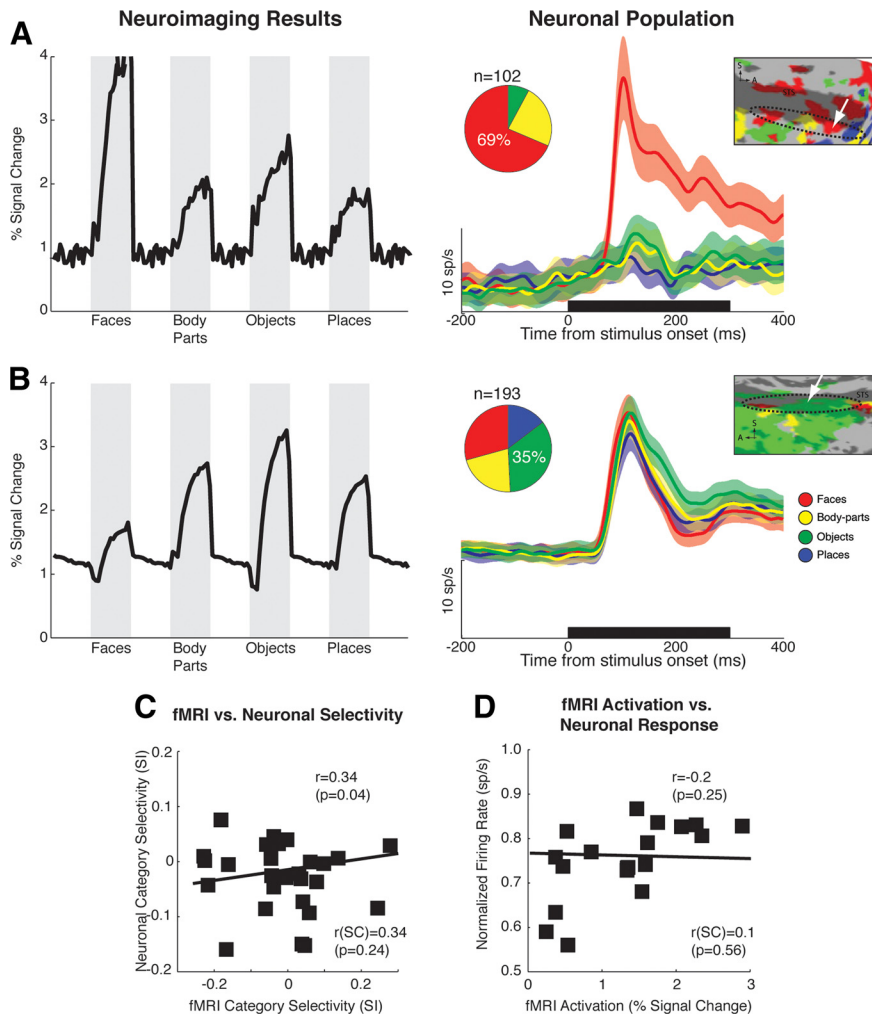 Neuroimaging Results
Neuronal Population
A
% Signal Change
4
3
2
1
0
Faces
Body
Parts
Objects
Places
n=102
69%
10 sp/s
-200
0
200
400
Time from stimulus onset (ms)
S
A
STS
B
% Signal Change
4
3
2
1
0
Faces
Body
Parts
Objects
Places
n=193
35%
10 sp/s
-200
0
200
400
Time from stimulus onset (ms)
STS
S
A
Faces
Body-parts
Objects
Places
C
fMRI vs. Neuronal Selectivity
Neuronal Category Selectivity (SI)
0.2
0.1
0
-0.1
-0.2
r=0.34
(p=0.04)
r(SC)=0.34
(p=0.24)
-0.2
0
0.2
fMRI Category Selectivity (SI)
D
fMRI Activation vs.
Neuronal Response
Normalized Firing Rate (sp/s)
1.0
0.9
0.8
0.7
0.6
0.5
r=-0.2
(p=0.25)
r(SC)=0.1
(p=0.56)
0
1
2
3
fMRI Activation (% Signal Change)